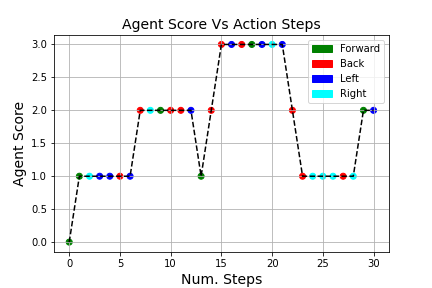 Agent Score Vs Action Steps
3.0
2.5
2.0
1.5
1.0
0.5
0.0
Agent Score
Forward
Back
Left
Right
0 5 10 15 20 25 30
Num. Steps